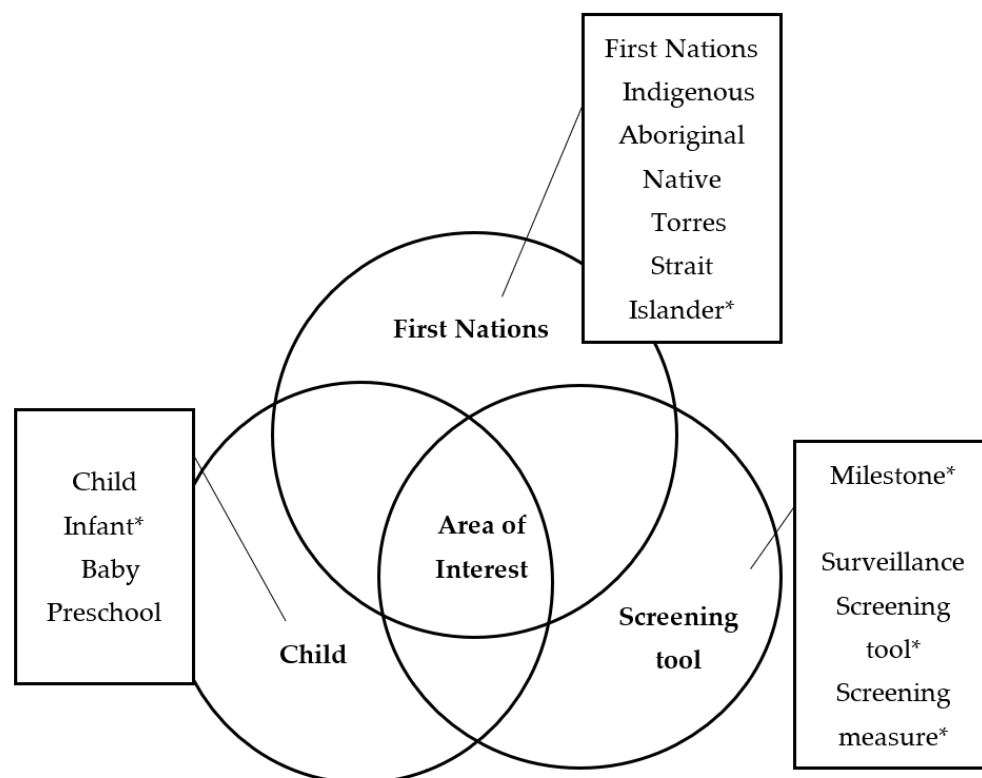 First Nations
Indigenous
Aboriginal
Native
Torres
Strait
Islander*
First Nations
Child
Infant*
Baby
Preschool
Area of
Interest
Milestone*
Surveillance
Screening
tool*
Screening
measure*
Screening
tool
Child